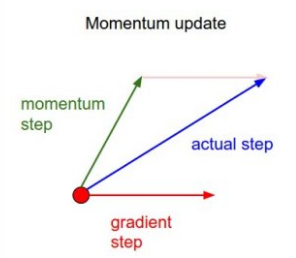 Momentum update
momentum
step
actual step
gradient
step